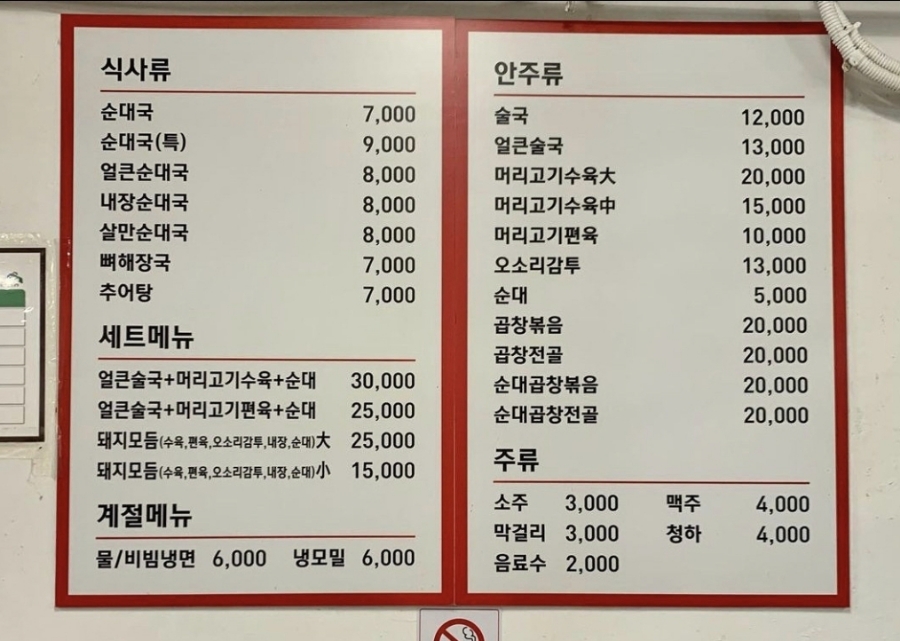 식사류
순대국 7,000
순대국(특) 9,000
얼큰순대국 8,000
내장순대국 8,000
살만순대국 8,000
뼈해장국 7,000
추어탕 7,000
세트메뉴
얼큰술국+머리고기수육+순대 30,000
얼큰술국+머리고기편육+순대 25,000
돼지모듬(수육,편육,오소리감투,내장,순대)大 25,000
돼지모듬(수육,편육,오소리감투,내장,순대)小 15,000
계절메뉴
물/비빔냉면 6,000 냉모밀 6,000
안주류
술국 12,000
얼큰술국 13,000
머리고기수육大 20,000
머리고기수육中 15,000
머리고기편육 10,000
오소리감투 13,000
순대 5,000
곱창볶음 20,000
곱창전골 20,000
순대곱창볶음 20,000
순대곱창전골 20,000
주류
소주 3,000 맥주 4,000
막걸리 3,000 청하 4,000
음료수 2,000